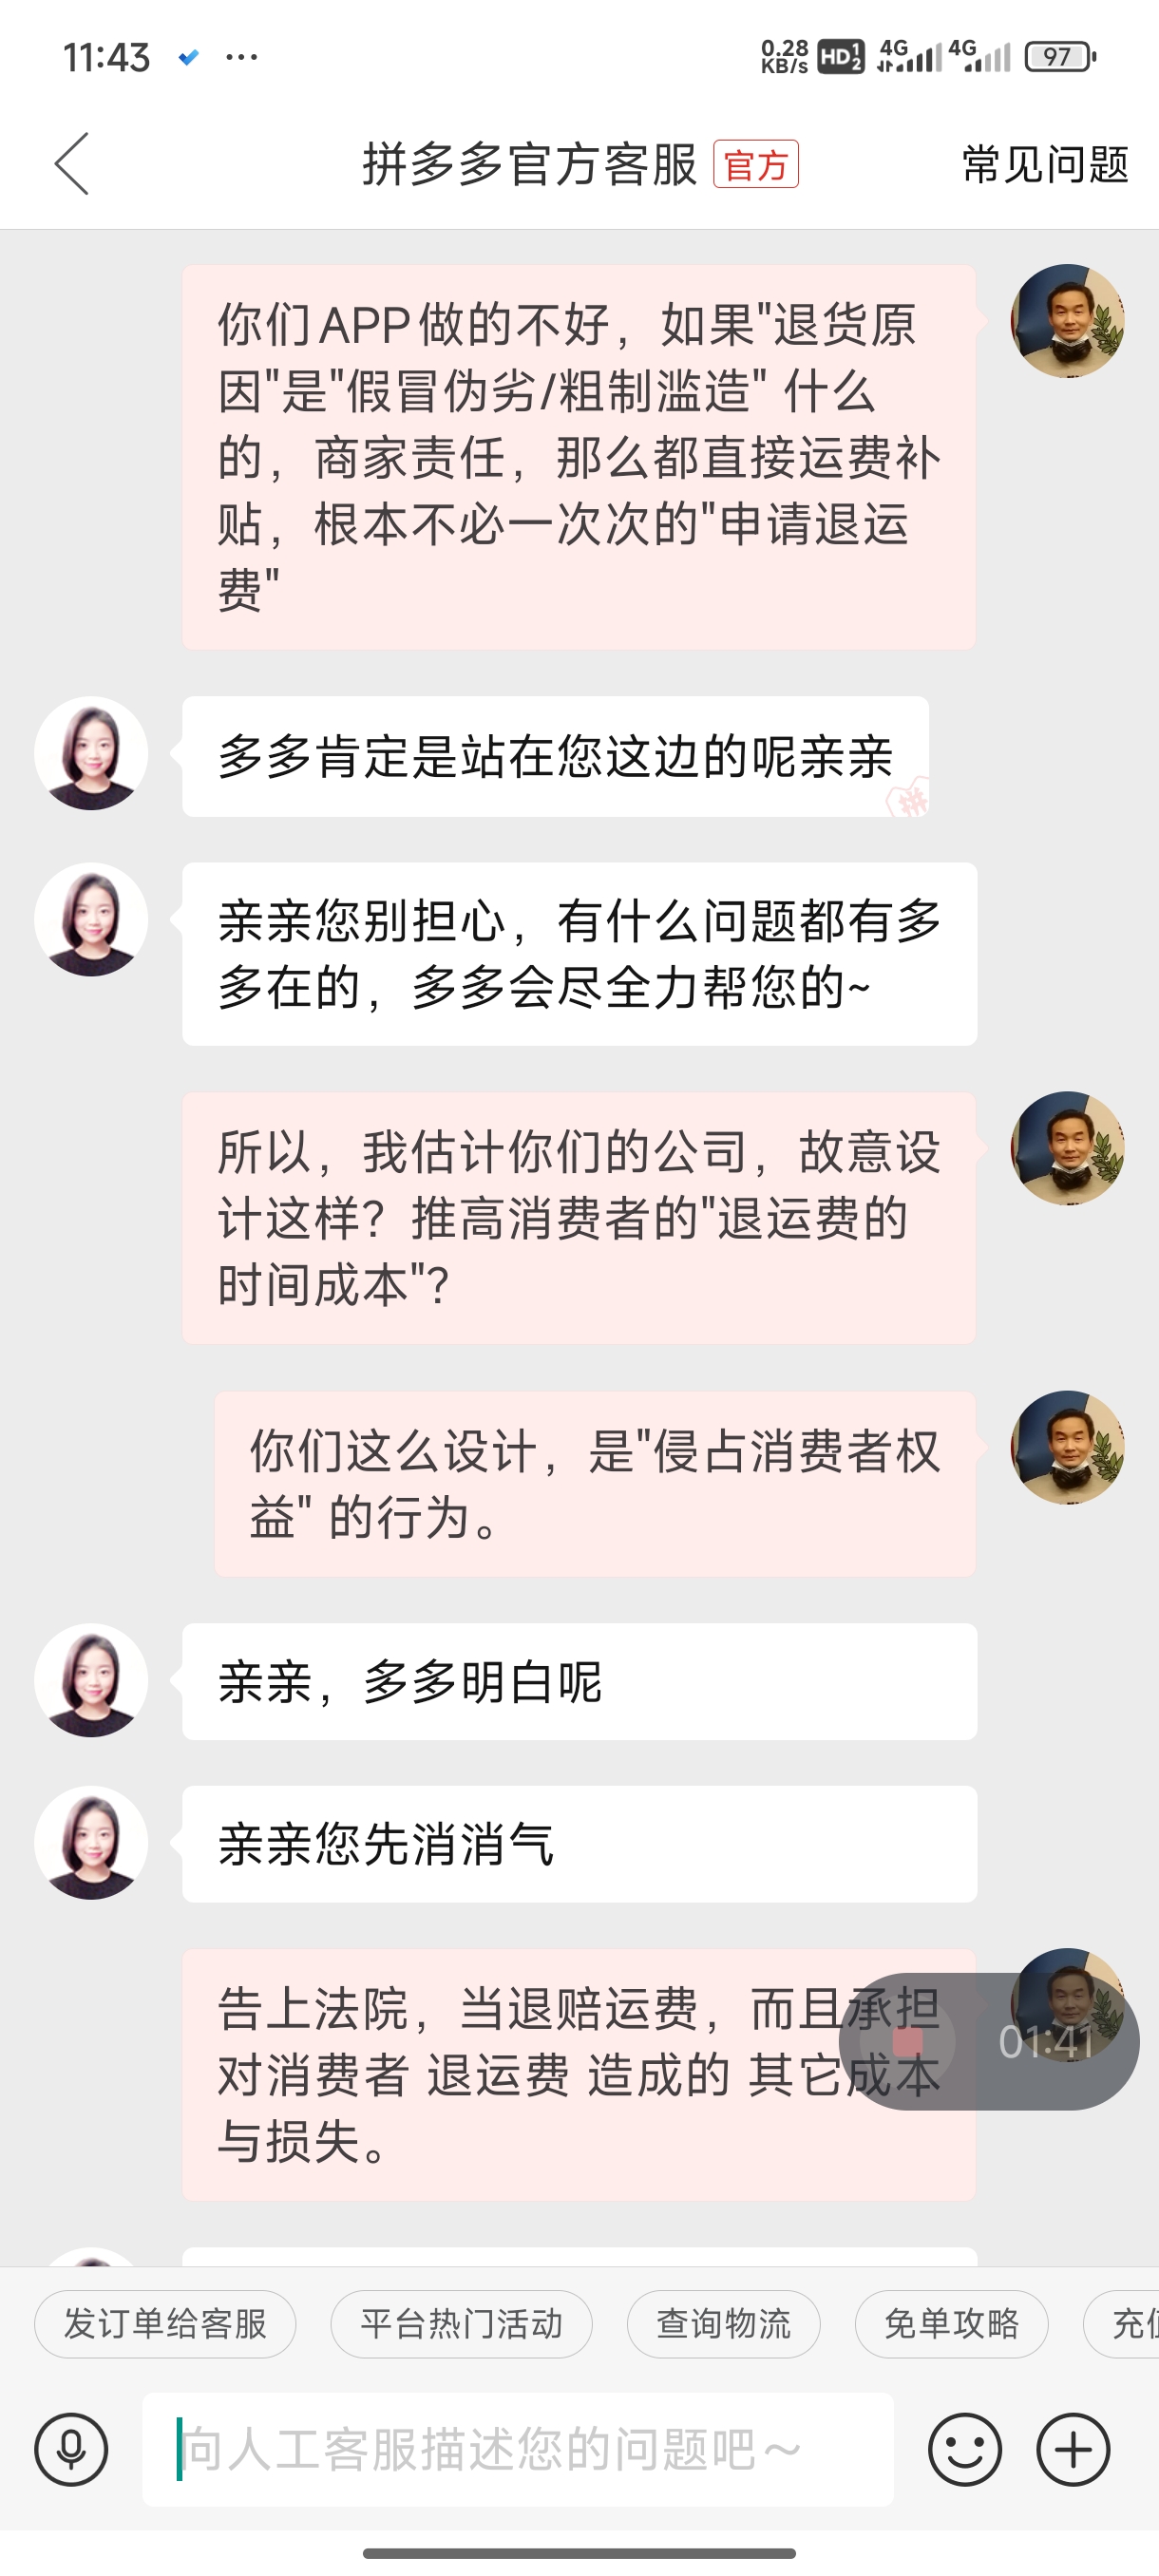 11:43
0.28 KB/s HD 1 2 4G 4G 97
拼多多官方客服 官方 常见问题
你们APP做的不好，如果"退货原
因"是"假冒伪劣/粗制滥造" 什么
的，商家责任，那么都直接运费补
贴，根本不必一次次的"申请退运
费"
多多肯定是站在您这边的呢亲亲
亲亲您别担心，有什么问题都有多
多在的，多多会尽全力帮您的~
所以，我估计你们的公司，故意设
计这样？推高消费者的"退运费的
时间成本"？
你们这么设计，是"侵占消费者权
益" 的行为。
亲亲，多多明白呢
亲亲您先消消气
告上法院，当退赔运费，而且承担
对消费者 退运费 造成的 其它成本
与损失。
01:41
发订单给客服 平台热门活动 查询物流 免单攻略 充值
向人工客服描述您的问题吧～